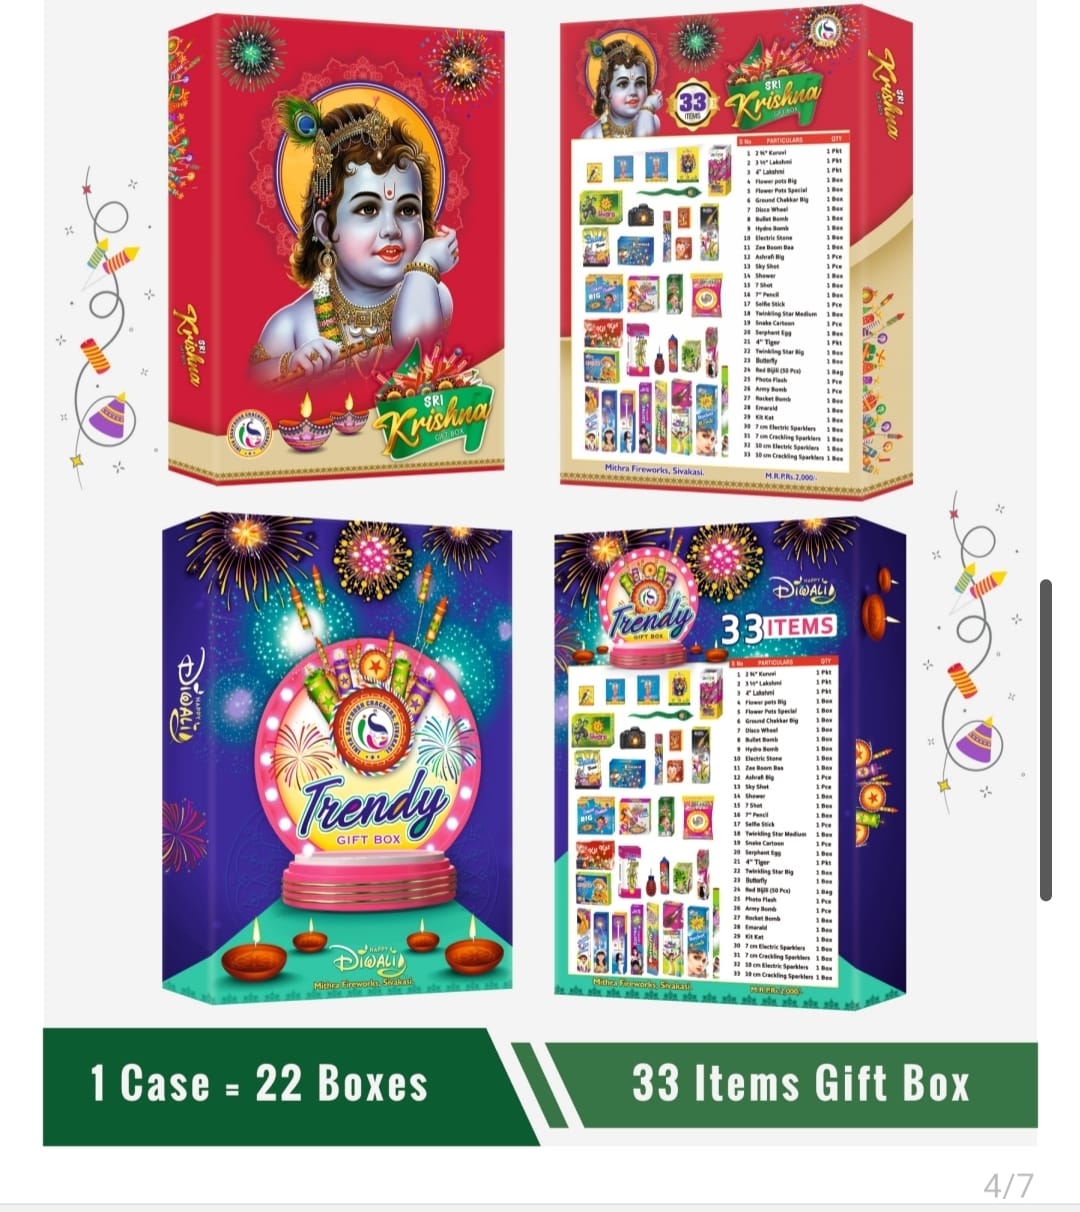 SRI
Krishna
SRI
Krishna
GIFT BOX
33
ITEMS
SRI
Krishna
GIFT BOX
SRI
Krishna
S No PARTICULARS QTY
1 2 ¾" Kuruvi 1 Pkt
2 3 ½" Lakshmi 1 Pkt
3 4" Lakshmi 1 Pkt
4 Flower pots Big 1 Box
5 Flower Pots Special 1 Box
6 Ground Chakkar Big 1 Box
7 Disco Wheel 1 Box
8 Bullet Bomb 1 Box
9 Hydro Bomb 1 Box
10 Electric Stone 1 Box
11 Zee Boom Baa 1 Box
12 Ashrafi Big 1 Pce
13 Sky Shot 1 Pce
14 Shower 1 Box
15 7 Shot 1 Box
16 7" Pencil 1 Box
17 Selfie Stick 1 Pce
18 Twinkling Star Medium 1 Box
19 Snake Cartoon 1 Pce
20 Serphant Egg 1 Box
21 4" Tiger 1 Pkt
22 Twinkling Star Big 1 Box
23 Butterfly 1 Box
24 Red Bijili (50 Pcs) 1 Bag
25 Photo Flash 1 Pce
26 Army Bomb 1 Pce
27 Rocket Bomb 1 Box
28 Emarald 1 Box
29 Kit Kat 1 Box
30 7 cm Electric Sparklers 1 Box
31 7 cm Crackling Sparklers 1 Box
32 10 cm Electric Sparklers 1 Box
33 10 cm Crackling Sparklers 1 Box
Mithra Fireworks, Sivakasi.
M.R.P.Rs.2,000/-
HAPPY
DIWALI
Trendy
GIFT BOX
HAPPY
DIWALI
Mithra Fireworks, Sivakasi.
HAPPY
DIWALI
Trendy
GIFT BOX
33 ITEMS
S No PARTICULARS QTY
1 2 ¾" Kuruvi 1 Pkt
2 3 ½" Lakshmi 1 Pkt
3 4" Lakshmi 1 Pkt
4 Flower pots Big 1 Box
5 Flower Pots Special 1 Box
6 Ground Chakkar Big 1 Box
7 Disco Wheel 1 Box
8 Bullet Bomb 1 Box
9 Hydro Bomb 1 Box
10 Electric Stone 1 Box
11 Zee Boom Baa 1 Box
12 Ashrafi Big 1 Pce
13 Sky Shot 1 Pce
14 Shower 1 Box
15 7 Shot 1 Box
16 7" Pencil 1 Box
17 Selfie Stick 1 Pce
18 Twinkling Star Medium 1 Box
19 Snake Cartoon 1 Pce
20 Serphant Egg 1 Box
21 4" Tiger 1 Pkt
22 Twinkling Star Big 1 Box
23 Butterfly 1 Box
24 Red Bijili (50 Pcs) 1 Bag
25 Photo Flash 1 Pce
26 Army Bomb 1 Pce
27 Rocket Bomb 1 Box
28 Emarald 1 Box
29 Kit Kat 1 Box
30 7 cm Electric Sparklers 1 Box
31 7 cm Crackling Sparklers 1 Box
32 10 cm Electric Sparklers 1 Box
33 10 cm Crackling Sparklers 1 Box
Mithra Fireworks, Sivakasi.
M.R.P.Rs.2,000/-
1 Case = 22 Boxes
33 Items Gift Box
4/7